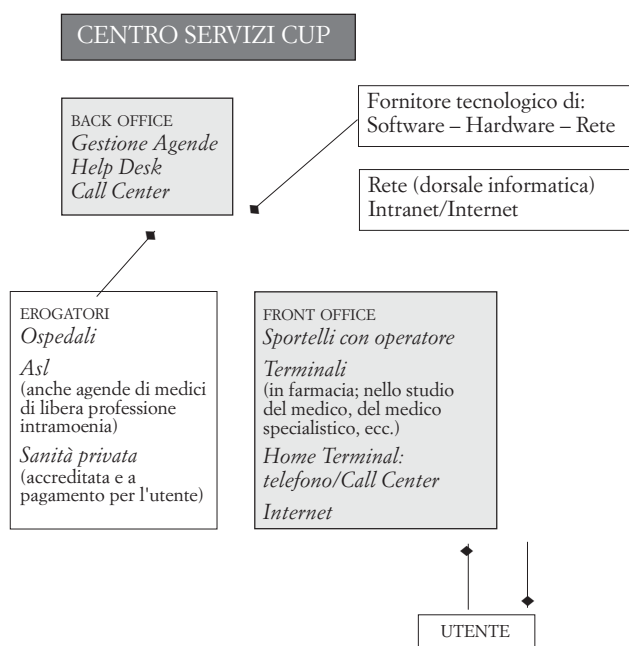 CENTRO SERVIZI CUP
BACK OFFICE
Gestione Agende
Help Desk
Call Center
Fornitore tecnologico di:
Software – Hardware – Rete
Rete (dorsale informatica)
Intranet/Internet
EROGATORI
Ospedali
Asl
(anche agende di medici
di libera professione
intramoenia)
Sanità privata
(accreditata e a
pagamento per l'utente)
FRONT OFFICE
Sportelli con operatore
Terminali
(in farmacia; nello studio
del medico, del medico
specialistico, ecc.)
Home Terminal:
telefono/Call Center
Internet
UTENTE